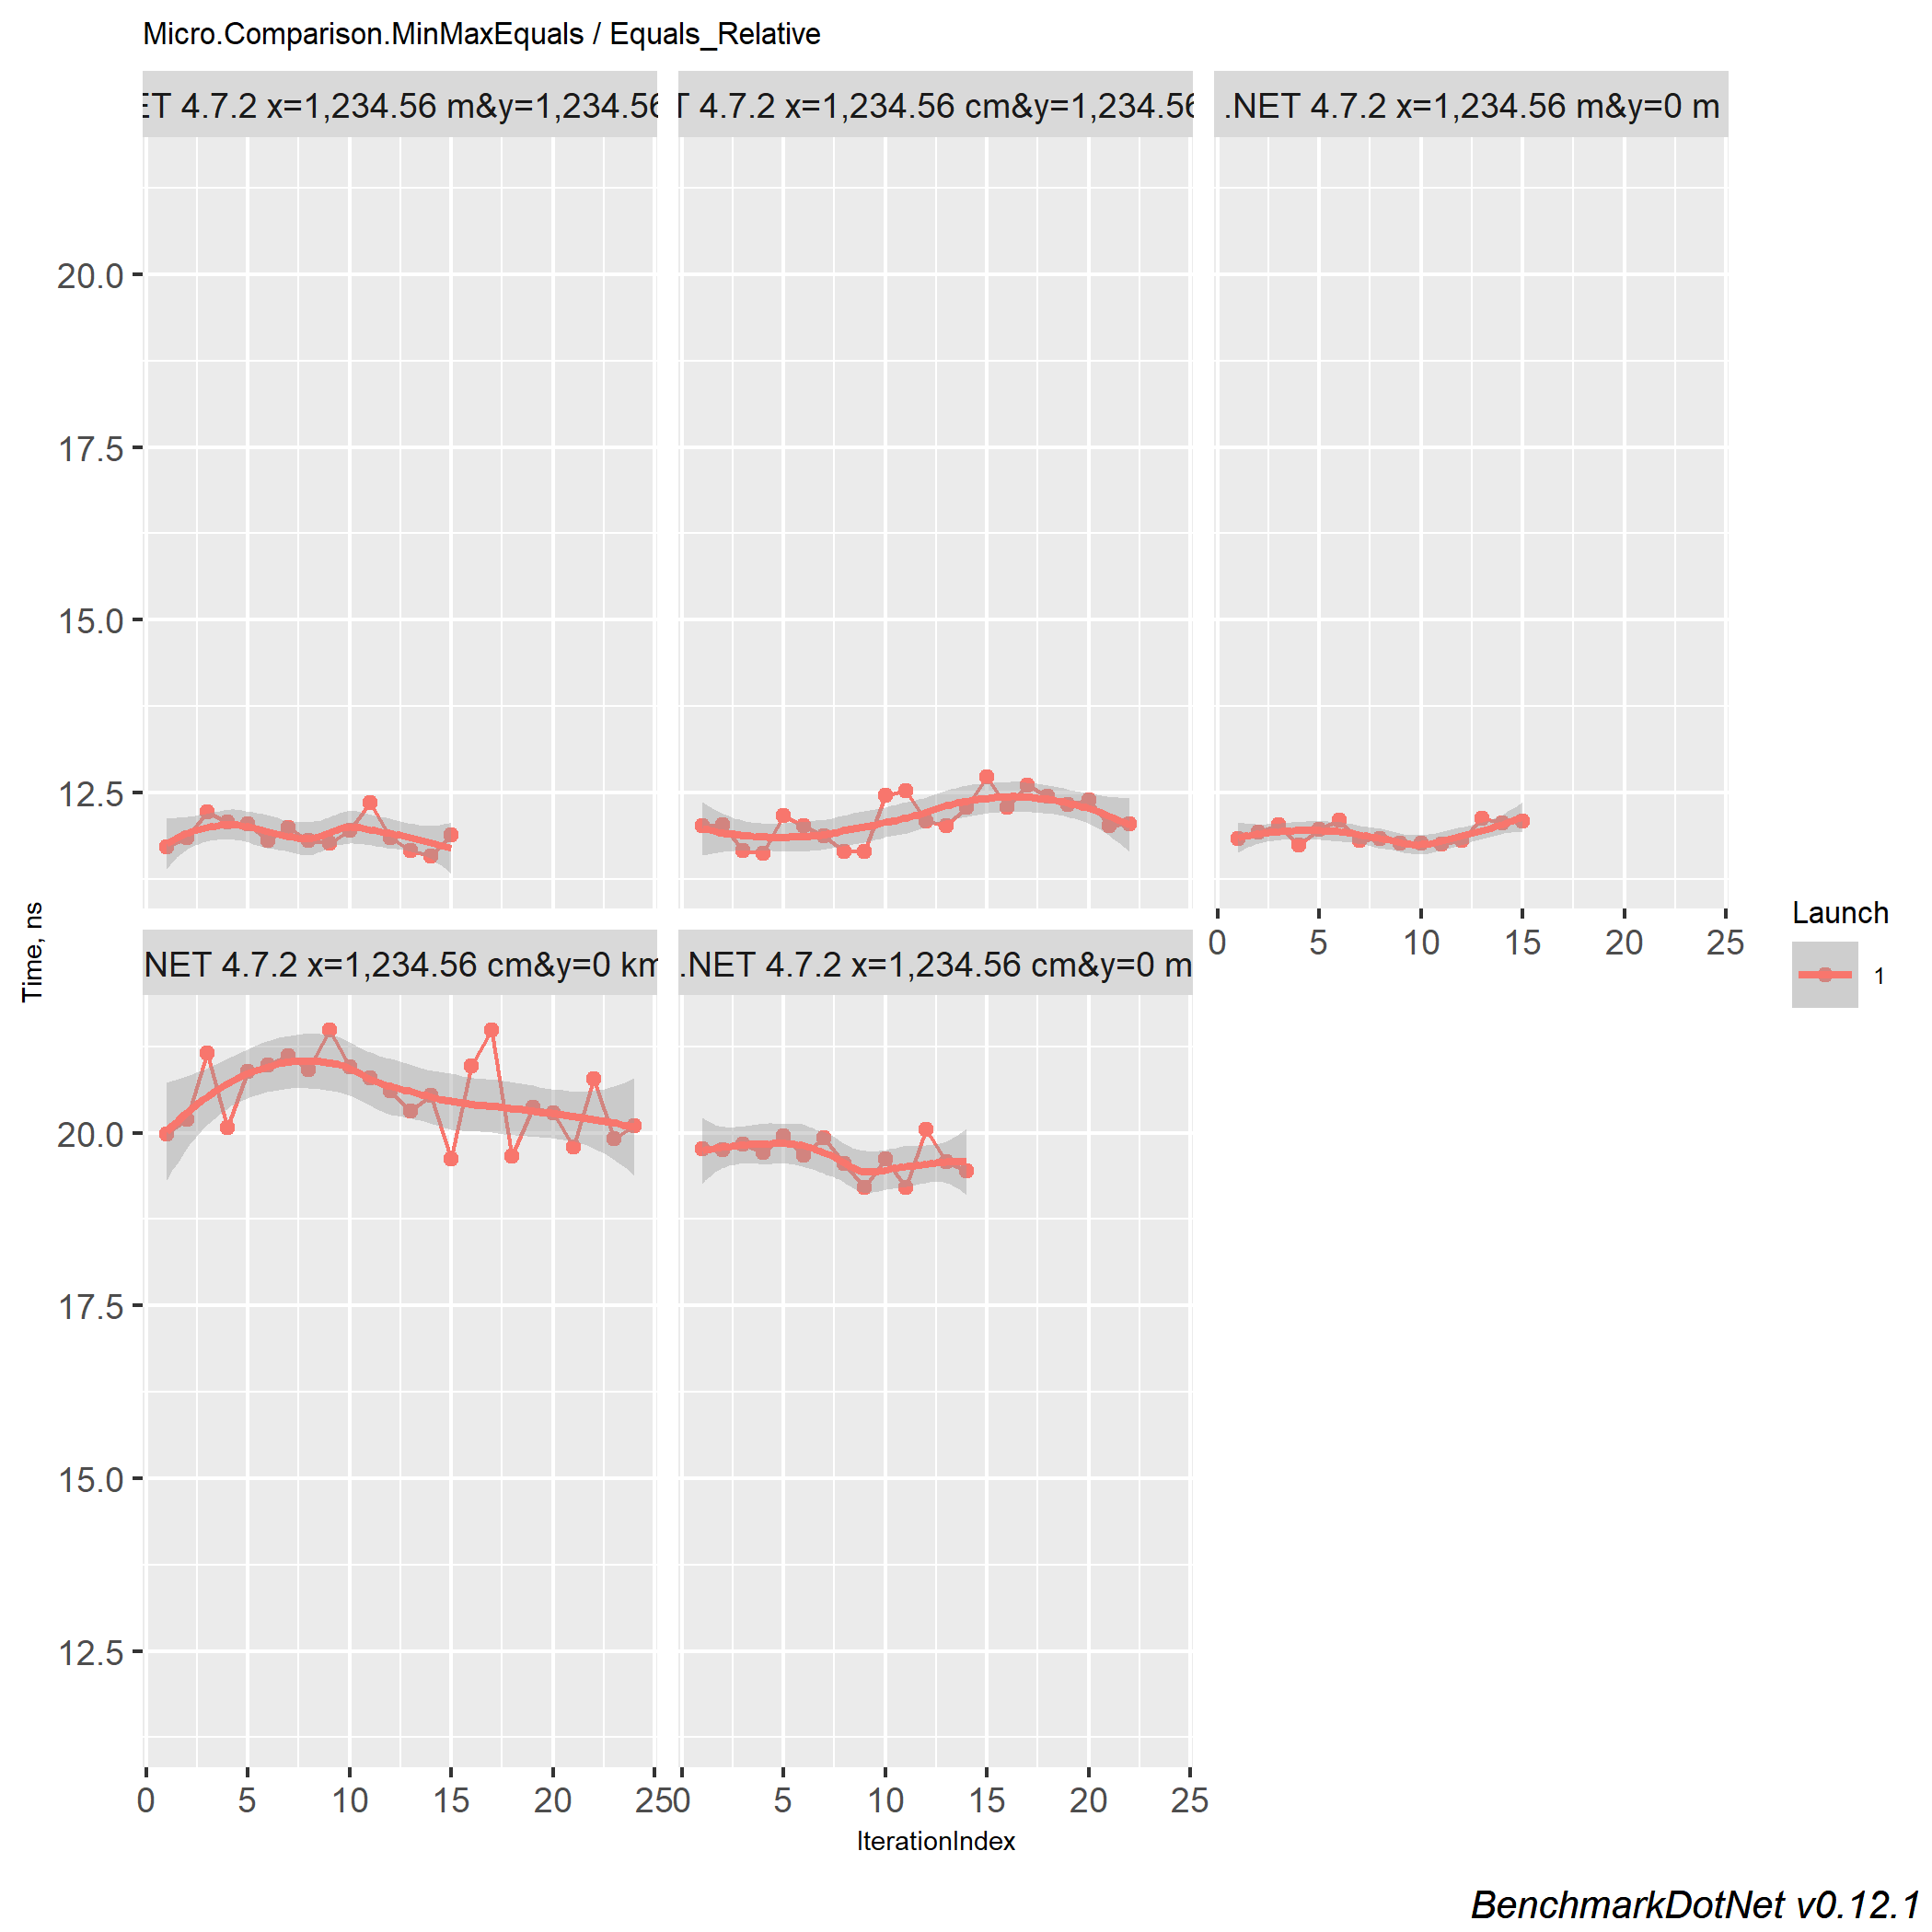 Micro.Comparison.MinMaxEquals / Equals_Relative
ET 4.7.2 x=1,234.56 m&y=1,234.56
T 4.7.2 x=1,234.56 cm&y=1,234.56
.NET 4.7.2 x=1,234.56 m&y=0 m
20.0
17.5
15.0
12.5
0 5 10 15 20 25
Time, ns
Launch
1
NET 4.7.2 x=1,234.56 cm&y=0 km
.NET 4.7.2 x=1,234.56 cm&y=0 m
20.0
17.5
15.0
12.5
0 5 10 15 20 25
0 5 10 15 20 25
IterationIndex
BenchmarkDotNet v0.12.1